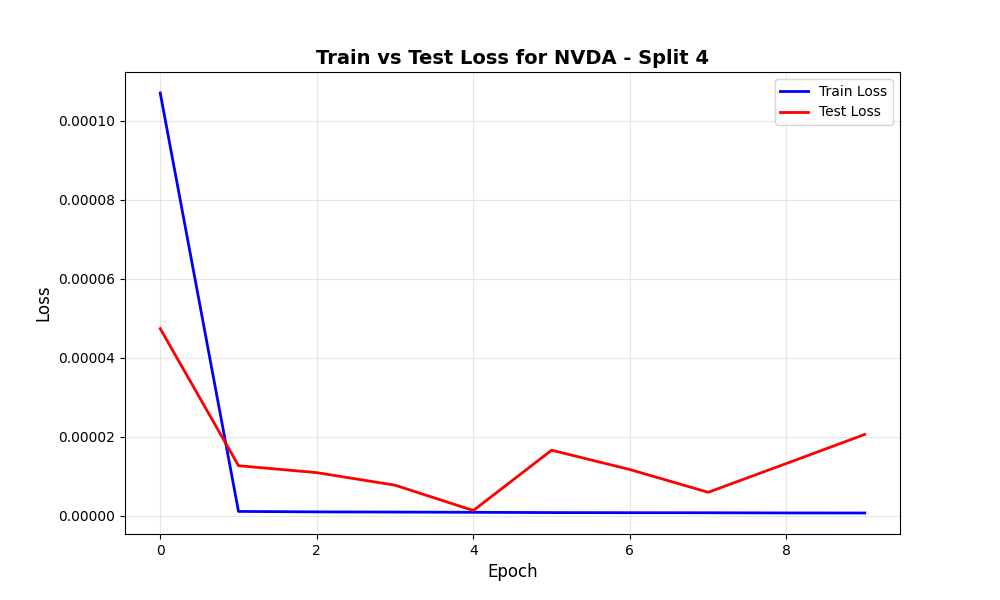 Train vs Test Loss for NVDA - Split 4
Train Loss
Test Loss
0.00010
0.00008
0.00006
0.00004
0.00002
0.00000
Loss
0 2 4 6 8
Epoch